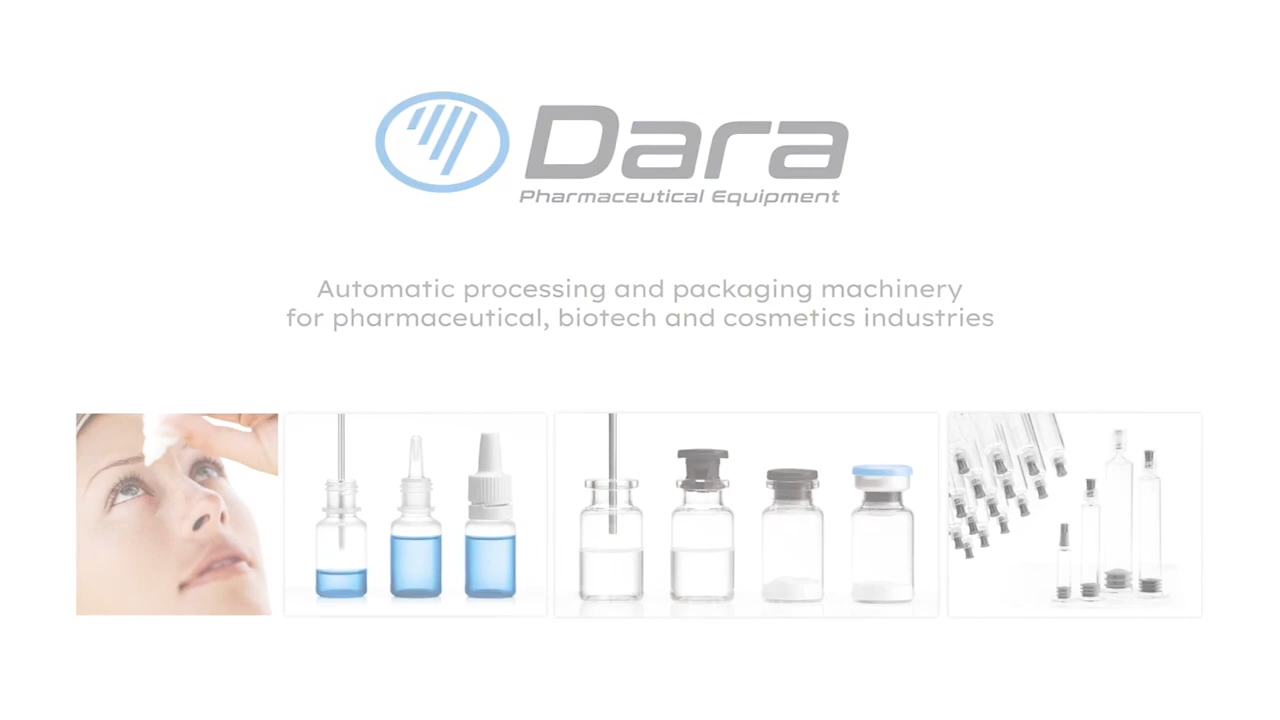 Dara
Pharmaceutical Equipment
Automatic processing and packaging machinery
for pharmaceutical, biotech and cosmetics industries